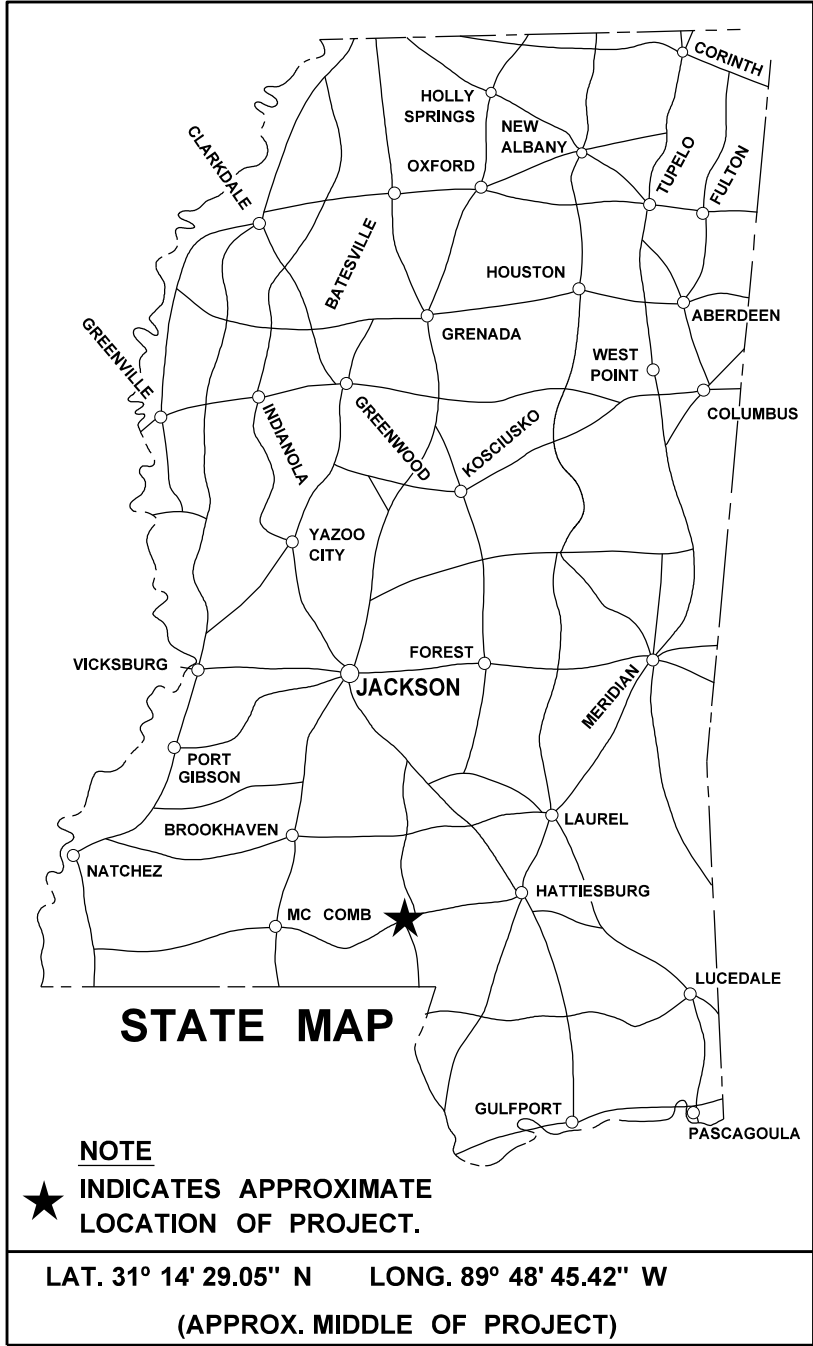 CORINTH
HOLLY
SPRINGS
NEW
ALBANY
CLARKDALE
OXFORD
TUPELO
FULTON
BATESVILLE
HOUSTON
ABERDEEN
GRENADA
GREENVILLE
WEST
POINT
COLUMBUS
INDIANOLA
GREENWOOD
KOSCIUSKO
YAZOO
CITY
VICKSBURG
FOREST
JACKSON
MERIDIAN
PORT
GIBSON
BROOKHAVEN
LAUREL
NATCHEZ
HATTIESBURG
MC COMB
LUCEDALE
STATE MAP
GULFPORT
PASCAGOULA
NOTE
INDICATES APPROXIMATE
LOCATION OF PROJECT.
LAT. 31º 14' 29.05" N LONG. 89º 48' 45.42" W
(APPROX. MIDDLE OF PROJECT)